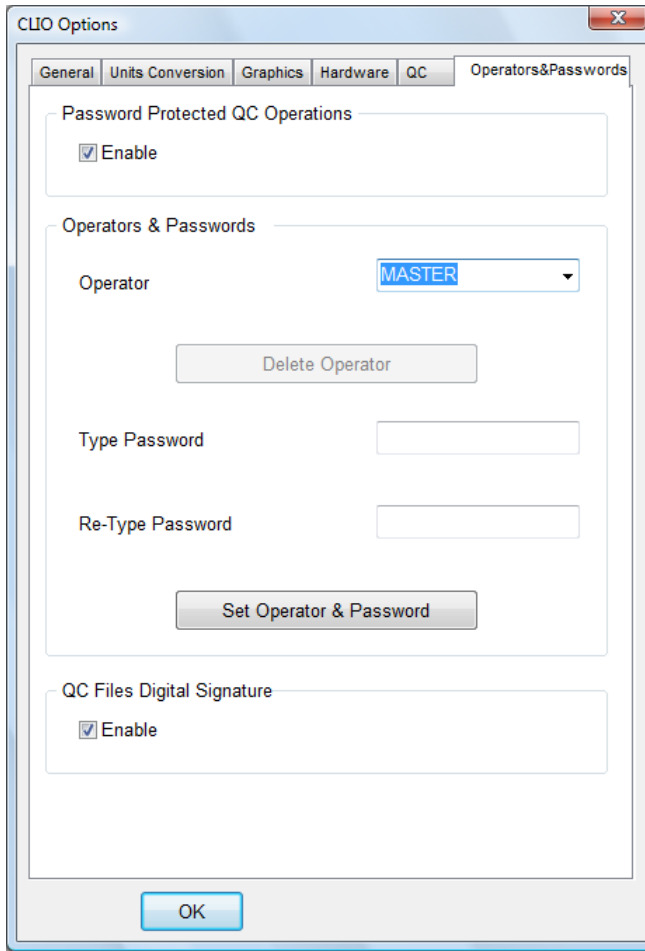 CLIO Options
General Units Conversion Graphics Hardware QC Operators&Passwords
Password Protected QC Operations
Enable
Operators & Passwords
Operator MASTER
Delete Operator
Type Password
Re-Type Password
Set Operator & Password
QC Files Digital Signature
Enable
OK